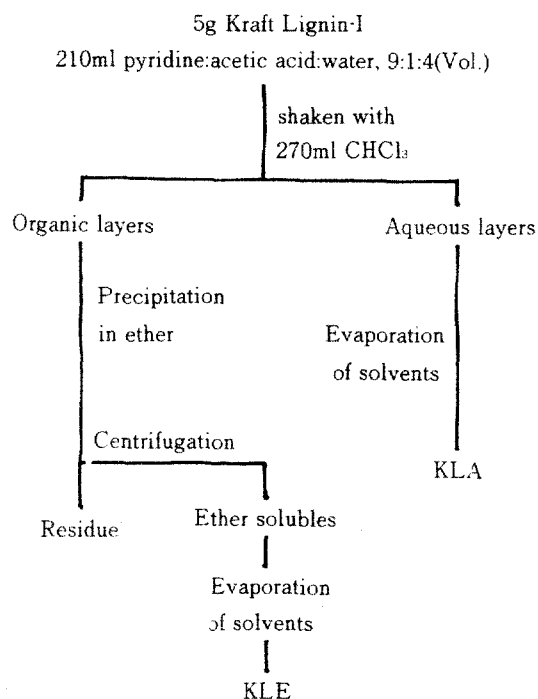 5g Kraft Lignin-I
210ml pyridine:acetic acid:water, 9:1:4(Vol.)
shaken with
270ml CHCl₃
Organic layers
Aqueous layers
Precipitation
in ether
Evaporation
of solvents
Centrifugation
KLA
Residue
Ether solubles
Evaporation
of solvents
KLE